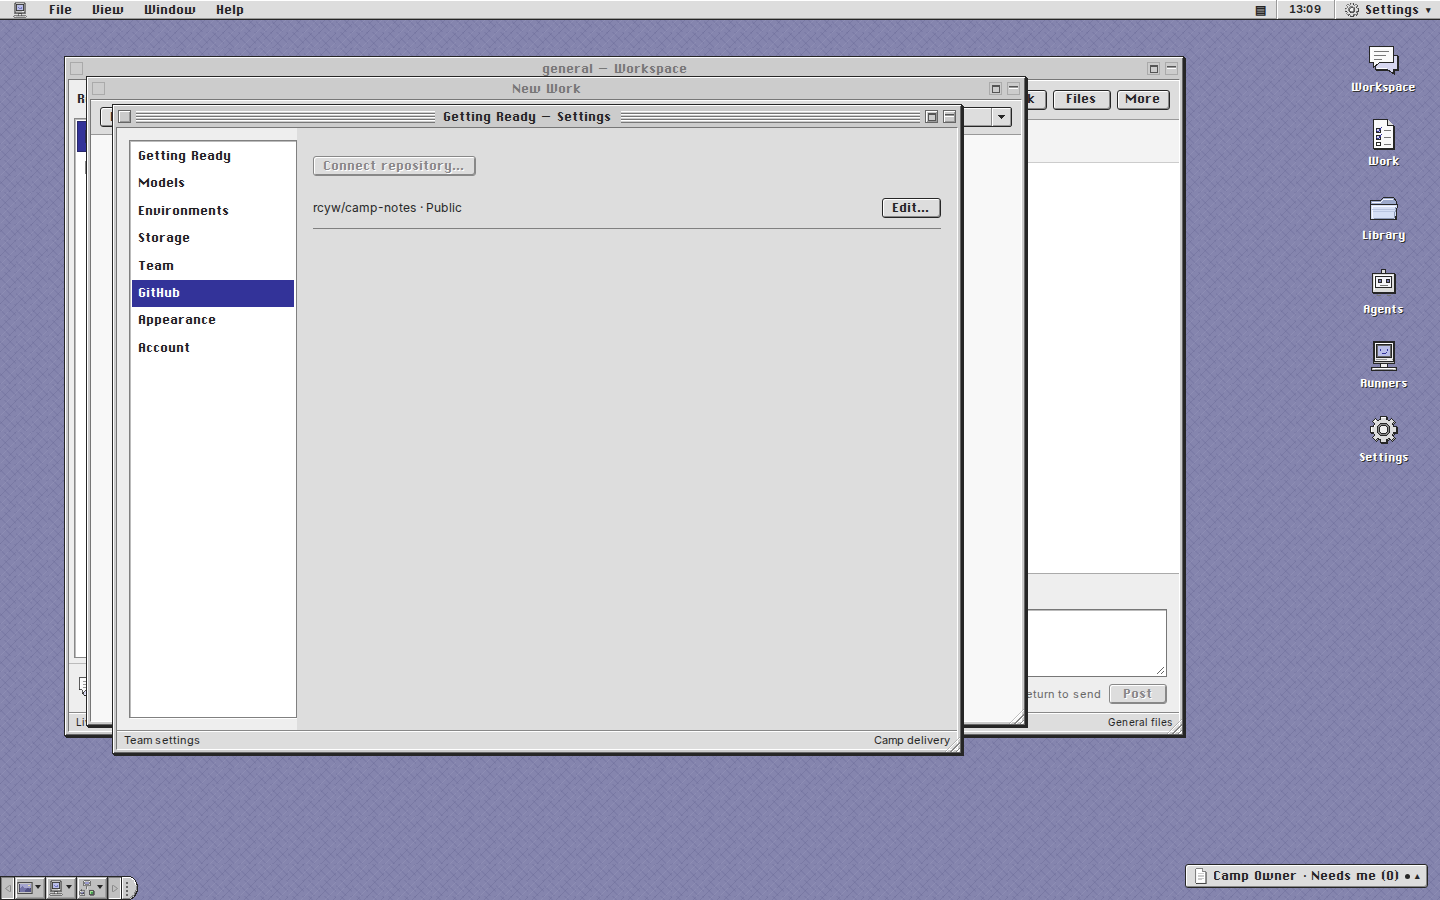 File View Window Help
13:09 Settings
general — Workspace
New Work
Files More
Getting Ready — Settings
Getting Ready
Models
Environments
Storage
Team
GitHub
Appearance
Account
Connect repository...
rcyw/camp-notes · Public
Edit...
Team settings
Camp delivery
to send
Post
General files
Workspace
Work
Library
Agents
Runners
Settings
Camp Owner · Needs me (0)